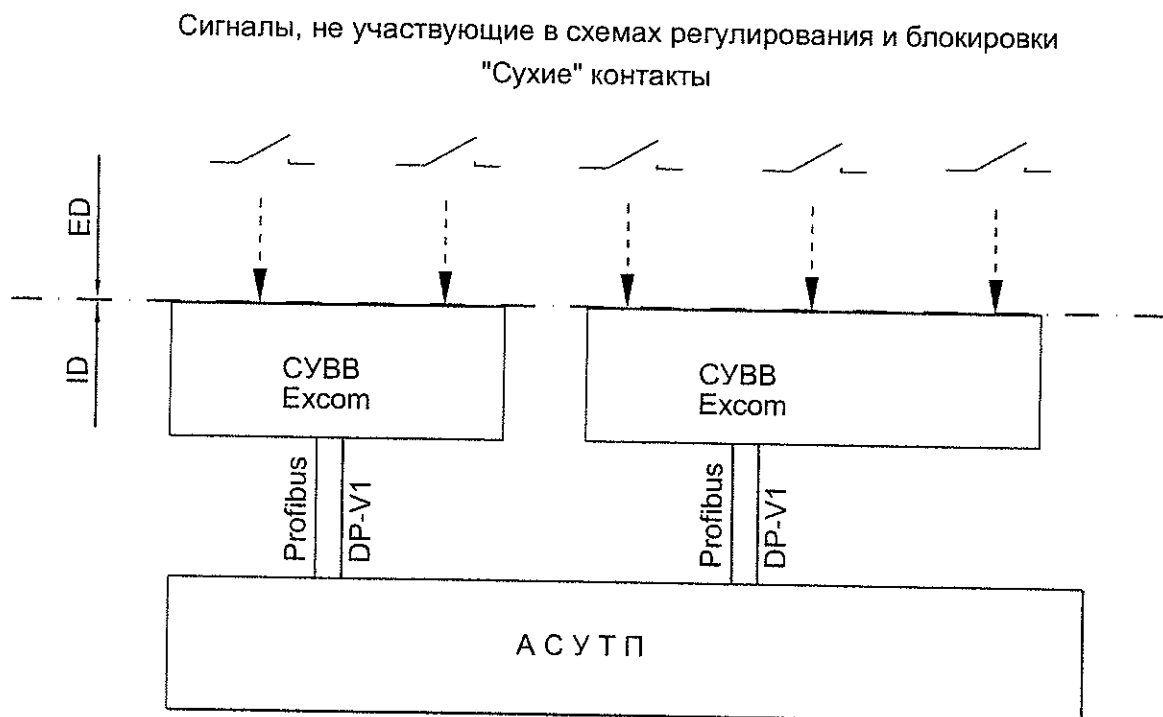 Сигналы, не участвующие в схемах регулирования и блокировки
"Сухие" контакты
ED
ID
СУВВ
Excom
СУВВ
Excom
Profibus
DP-V1
Profibus
DP-V1
А С У Т П